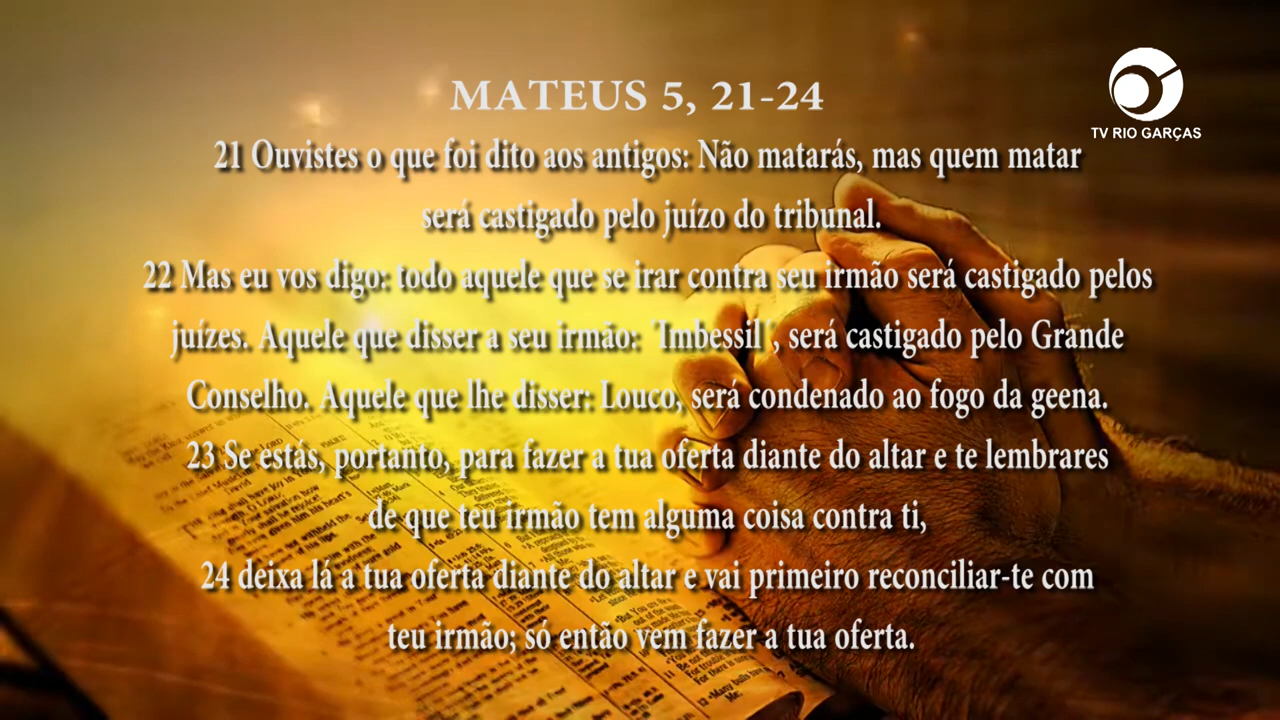 MATEUS 5, 21-24
TV RIO GARÇAS
21 Ouvistes o que foi dito aos antigos: Não matarás, mas quem matar
será castigado pelo juízo do tribunal.
22 Mas eu vos digo: todo aquele que se irar contra seu irmão será castigado pelos
juízes. Aquele que disser a seu irmão: "Imbessil", será castigado pelo Grande
Conselho. Aquele que lhe disser: Louco, será condenado ao fogo da geena.
23 Se estás, portanto, para fazer a tua oferta diante do altar e te lembrares
de que teu irmão tem alguma coisa contra ti,
24 deixa lá a tua oferta diante do altar e vai primeiro reconciliar-te com
teu irmão; só então vem fazer a tua oferta.